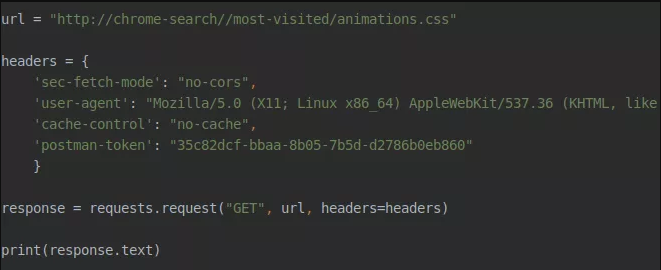 url = "http://chrome-search//most-visited/animations.css"
headers = {
'sec-fetch-mode': "no-cors",
'user-agent': "Mozilla/5.0 (X11; Linux x86_64) AppleWebKit/537.36 (KHTML, like
'cache-control': "no-cache",
'postman-token': "35c82dcf-bbaa-8b05-7b5d-d2786b0eb860"
}
response = requests.request("GET", url, headers=headers)
print(response.text)